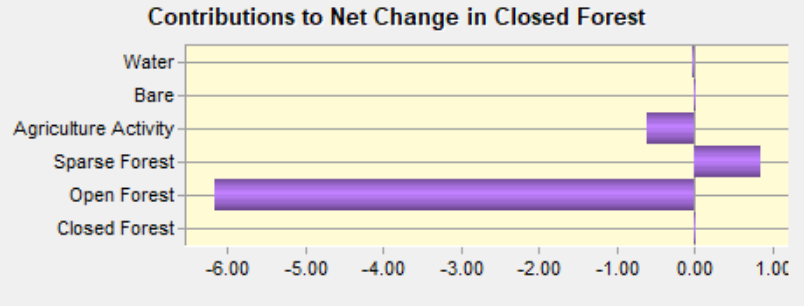 Contributions to Net Change in Closed Forest
Water
Bare
Agriculture Activity
Sparse Forest
Open Forest
Closed Forest
-6.00 -5.00 -4.00 -3.00 -2.00 -1.00 0.00 1.00